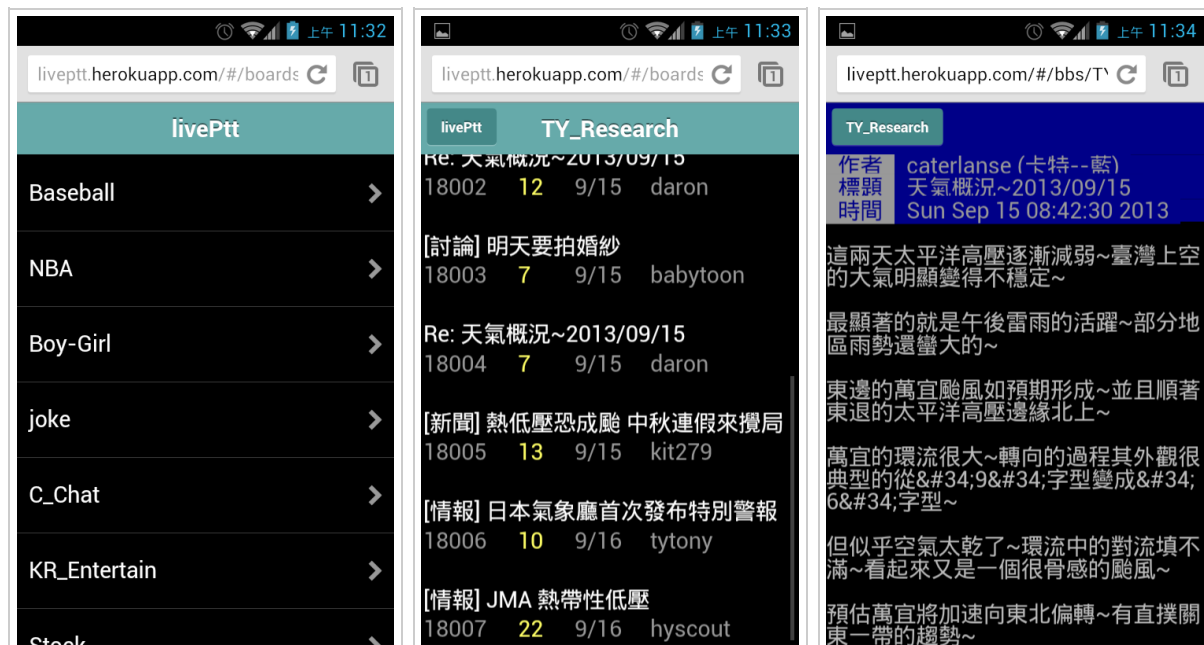 上午 11:32
liveptt.herokuapp.com/#/boards
1
livePtt
Baseball
NBA
Boy-Girl
joke
C_Chat
KR_Entertain
Stock
上午 11:33
liveptt.herokuapp.com/#/boards
1
livePtt
TY_Research
Re: 天氣概況~2013/09/15
18002 12 9/15 daron
[討論] 明天要拍婚紗
18003 7 9/15 babytoon
Re: 天氣概況~2013/09/15
18004 7 9/15 daron
[新聞] 熱低壓恐成颱 中秋連假來攪局
18005 13 9/15 kit279
[情報] 日本氣象廳首次發布特別警報
18006 10 9/16 tytony
[情報] JMA 熱帶性低壓
18007 22 9/16 hyscout
上午 11:34
liveptt.herokuapp.com/#/bbs/TY
1
TY_Research
作者 caterlanse (卡特--藍)
標題 天氣概況~2013/09/15
時間 Sun Sep 15 08:42:30 2013
這兩天太平洋高壓逐漸減弱~臺灣上空
的大氣明顯變得不穩定~
最顯著的就是午後雷雨的活躍~部分地
區雨勢還蠻大的~
東邊的萬宜颱風如預期形成~並且順著
東退的太平洋高壓邊緣北上~
萬宜的環流很大~轉向的過程其外觀很
典型的從&#34;9&#34;字型變成&#34;
6&#34;字型~
但似乎空氣太乾了~環流中的對流填不
滿~看起來又是一個很骨感的颱風~
預估萬宜將加速向東北偏轉~有直撲關
東一帶的趨勢~